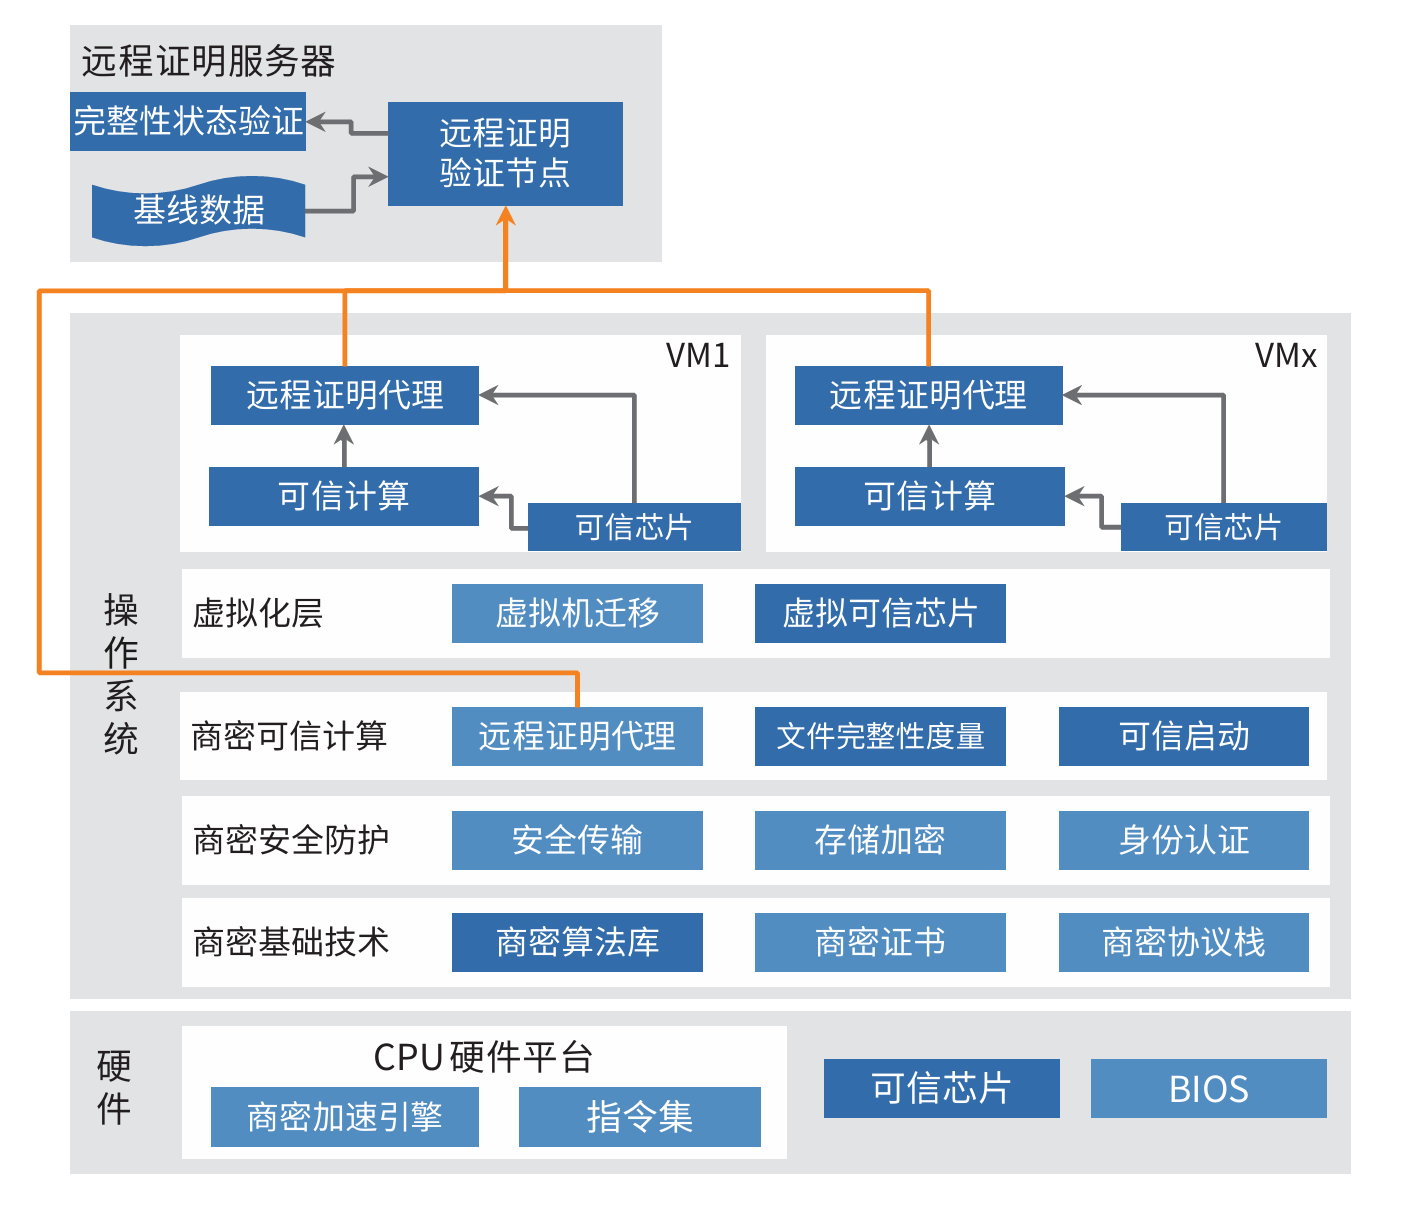 远程证明服务器
完整性状态验证
远程证明
验证节点
基线数据
VM1
远程证明代理
可信计算
可信芯片
VMx
远程证明代理
可信计算
可信芯片
操作系统
虚拟化层
虚拟机迁移
虚拟可信芯片
商密可信计算
远程证明代理
文件完整性度量
可信启动
商密安全防护
安全传输
存储加密
身份认证
商密基础技术
商密算法库
商密证书
商密协议栈
硬件
CPU 硬件平台
商密加速引擎
指令集
可信芯片
BIOS